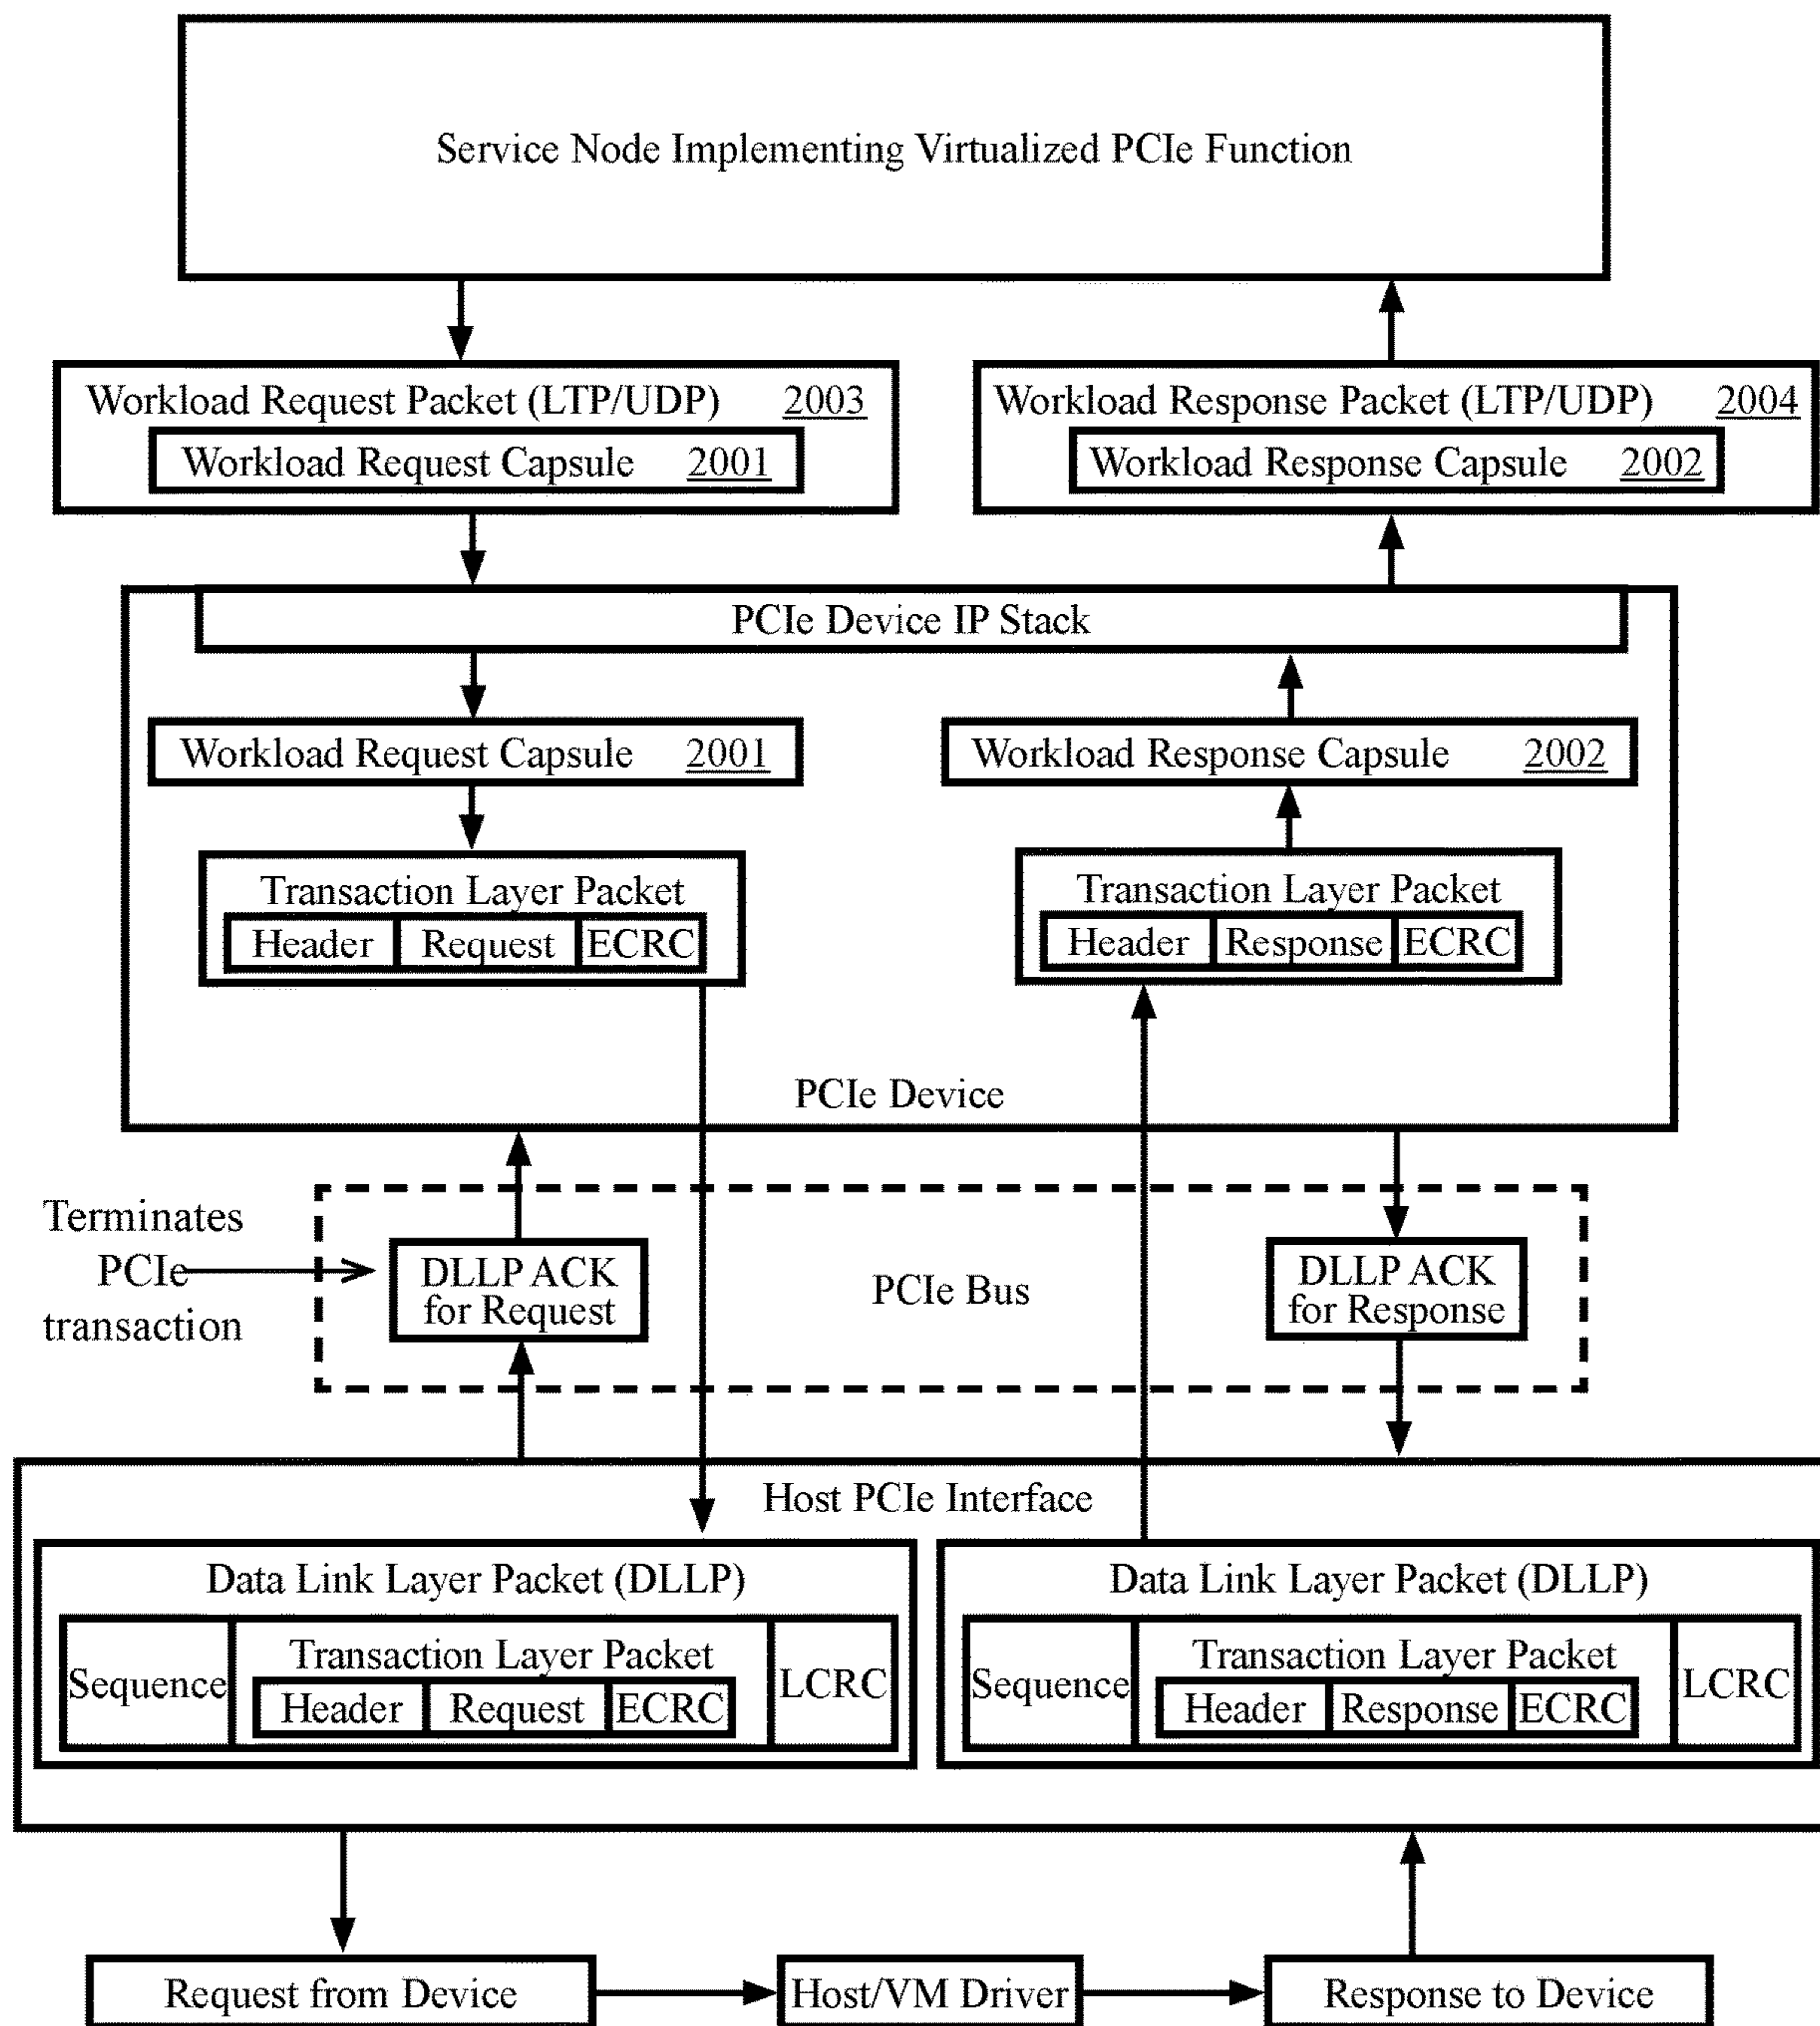 Service Node Implementing Virtualized PCIe Function
Workload Request Packet (LTP/UDP) 2003
Workload Request Capsule 2001
Workload Response Packet (LTP/UDP) 2004
Workload Response Capsule 2002
PCIe Device IP Stack
Workload Request Capsule 2001
Workload Response Capsule 2002
Transaction Layer Packet
Header Request ECRC
Transaction Layer Packet
Header Response ECRC
PCIe Device
Terminates
PCIe
transaction
DLLP ACK
for Request
PCIe Bus
DLLP ACK
for Response
Host PCIe Interface
Data Link Layer Packet (DLLP)
Sequence
Transaction Layer Packet
Header Request ECRC
LCRC
Data Link Layer Packet (DLLP)
Sequence
Transaction Layer Packet
Header Response ECRC
LCRC
Request from Device
Host/VM Driver
Response to Device